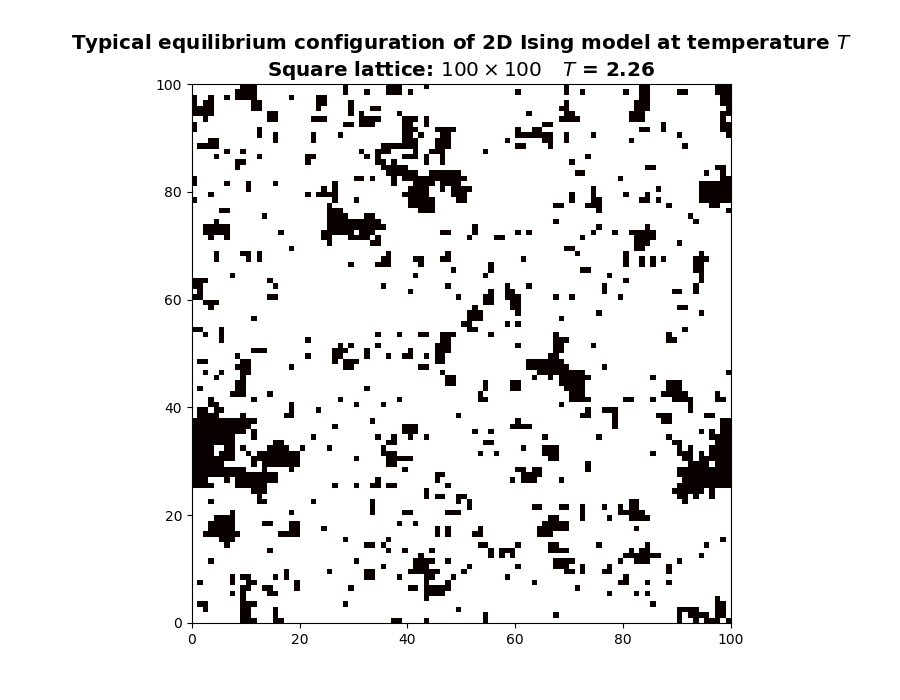 Typical equilibrium configuration of 2D Ising model at temperature T
Square lattice: 100 × 100 T = 2.26
100
80
60
40
20
0
0 20 40 60 80 100